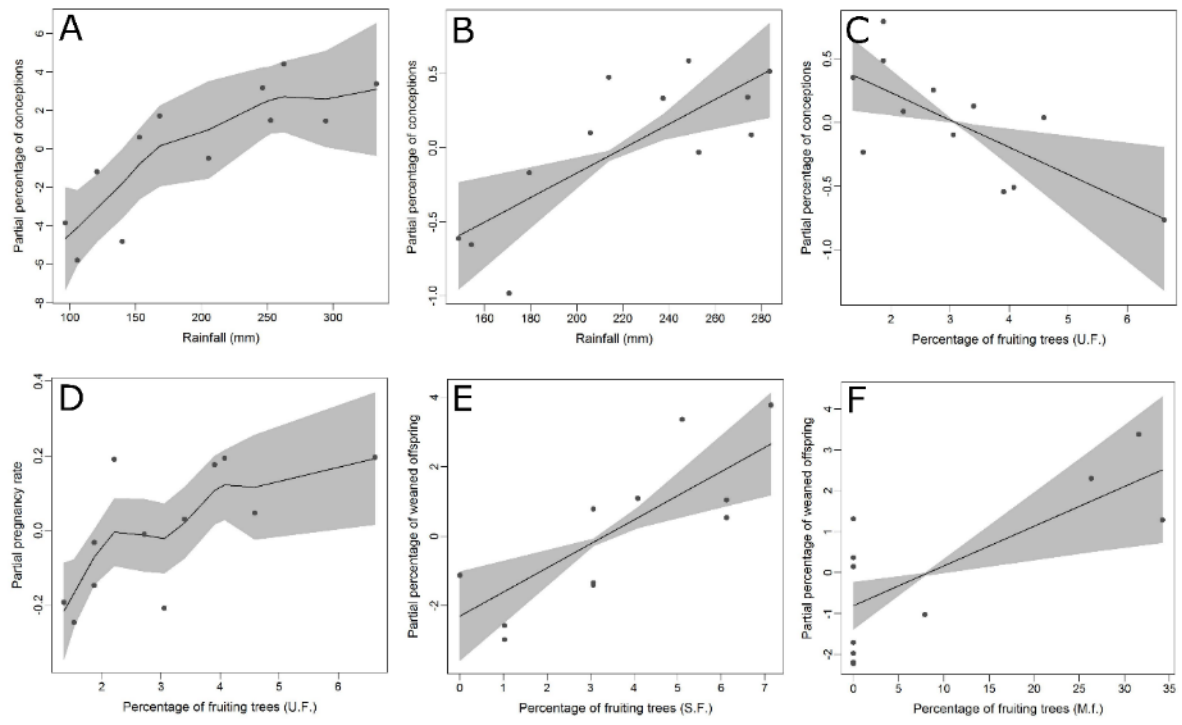 A
Partial percentage of conceptions
6
4
2
0
-2
-4
-6
-8
100 150 200 250 300
Rainfall (mm)
B
Partial percentage of conceptions
0.5
0.0
-0.5
-1.0
160 180 200 220 240 260 280
Rainfall (mm)
C
Partial percentage of conceptions
0.5
0.0
-0.5
-1.0
2 3 4 5 6
Percentage of fruiting trees (U.F.)
D
Partial pregnancy rate
0.4
0.2
0.0
-0.2
2 3 4 5 6
Percentage of fruiting trees (U.F.)
E
Partial percentage of weaned offspring
4
2
0
-2
0 1 2 3 4 5 6 7
Percentage of fruiting trees (S.F.)
F
Partial percentage of weaned offspring
4
3
2
1
0
-1
-2
0 5 10 15 20 25 30 35
Percentage of fruiting trees (M.f.)